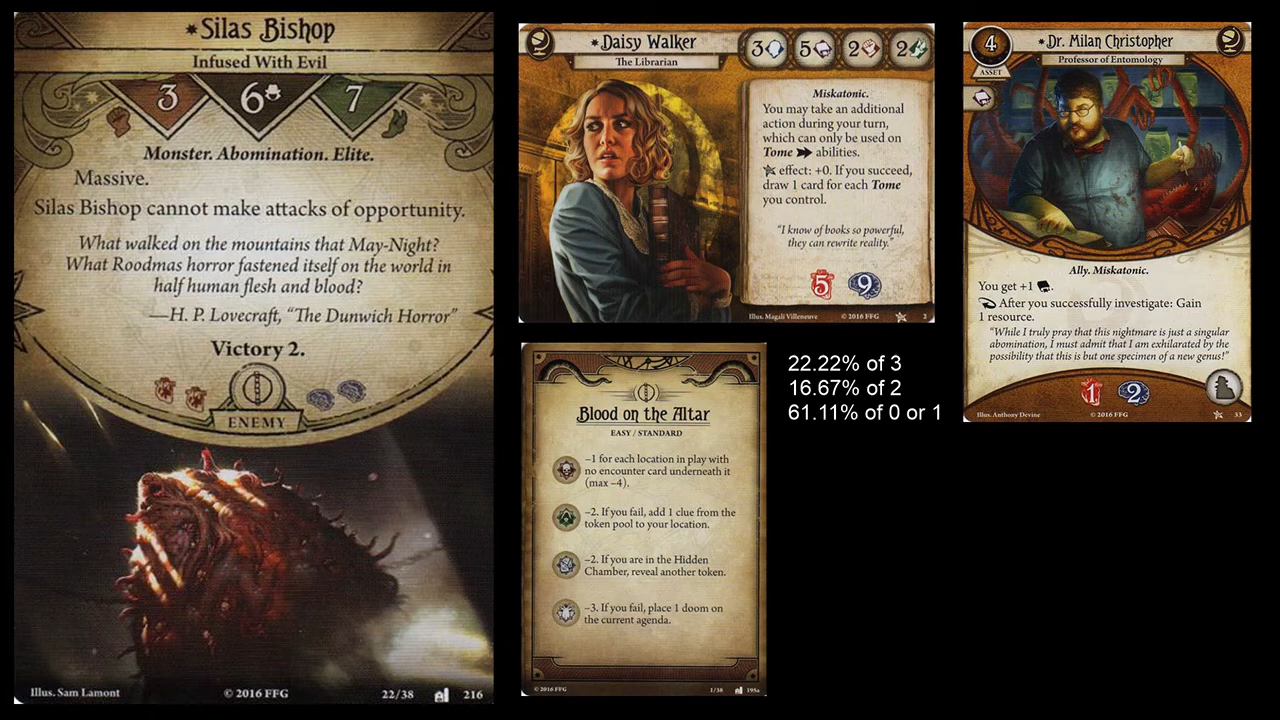 Silas Bishop
Infused With Evil
3 6 7
Monster. Abomination. Elite.
Massive.
Silas Bishop cannot make attacks of opportunity.
What walked on the mountains that May-Night?
What Roodmas horror fastened itself on the world in
half human flesh and blood?
—H. P. Lovecraft, “The Dunwich Horror”
Victory 2.
ENEMY
Illus. Sam Lamont © 2016 FFG 22/38 216
Daisy Walker
The Librarian
3 5 2 2
Miskatonic.
You may take an additional
action during your turn,
which can only be used on
Tome abilities.
effect: +0. If you succeed,
draw 1 card for each Tome
you control.
“I know of books so powerful,
they can rewrite reality.”
5 9
Illus. Magali Villeneuve © 2016 FFG 2
Blood on the Altar
EASY / STANDARD
–1 for each location in play with
no encounter card underneath it
(max –4).
–2. If you fail, add 1 clue from the
token pool to your location.
–2. If you are in the Hidden
Chamber, reveal another token.
–3. If you fail, place 1 doom on
the current agenda.
© 2016 FFG 1/38 195a
22.22% of 3
16.67% of 2
61.11% of 0 or 1
4
ASSET
Dr. Milan Christopher
Professor of Entomology
Ally. Miskatonic.
You get +1 .
After you successfully investigate: Gain
1 resource.
“While I truly pray that this nightmare is just a singular
abomination, I must admit that I am exhilarated by the
possibility that this is but one specimen of a new genus!”
1 2
Illus. Anthony Devine © 2016 FFG 33